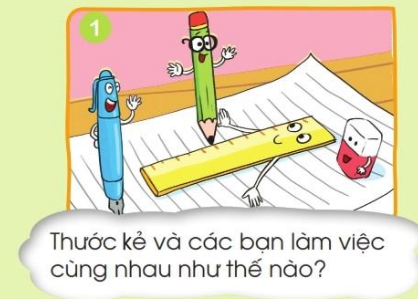 1
Thước kẻ và các bạn làm việc
cùng nhau như thế nào?